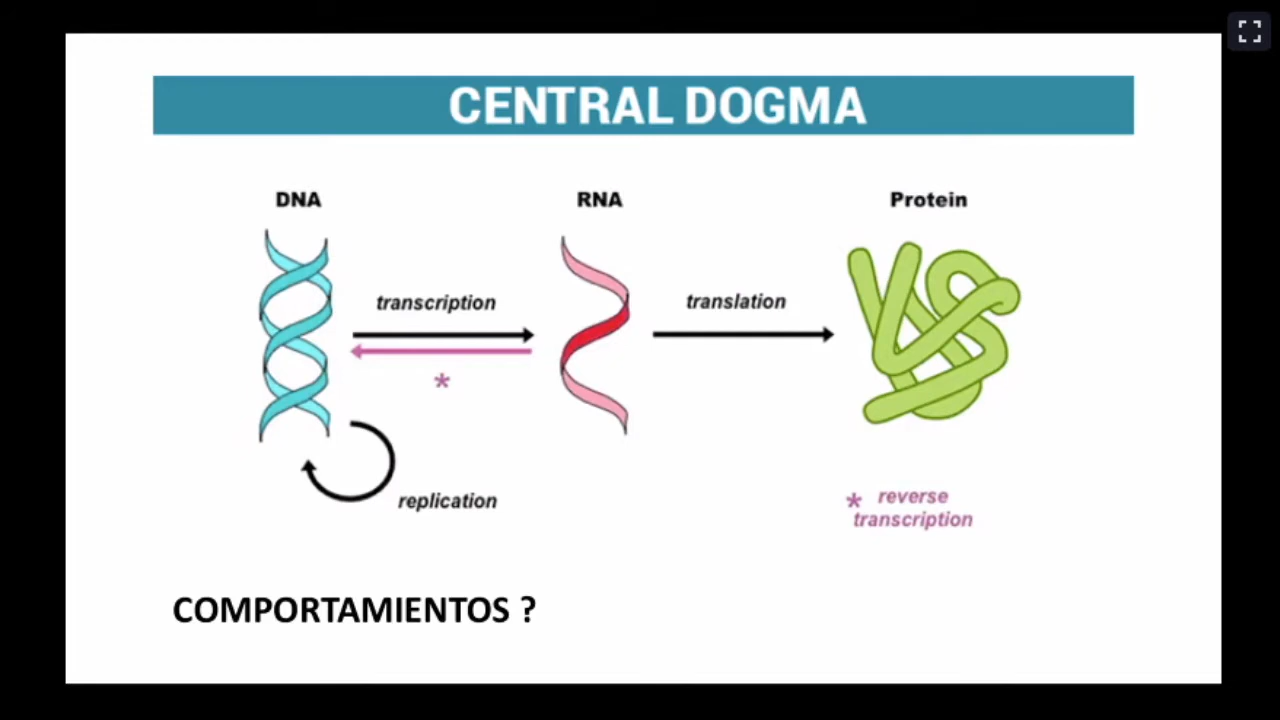 CENTRAL DOGMA
DNA
RNA
Protein
transcription
translation
*
replication
* reverse
transcription
COMPORTAMIENTOS ?